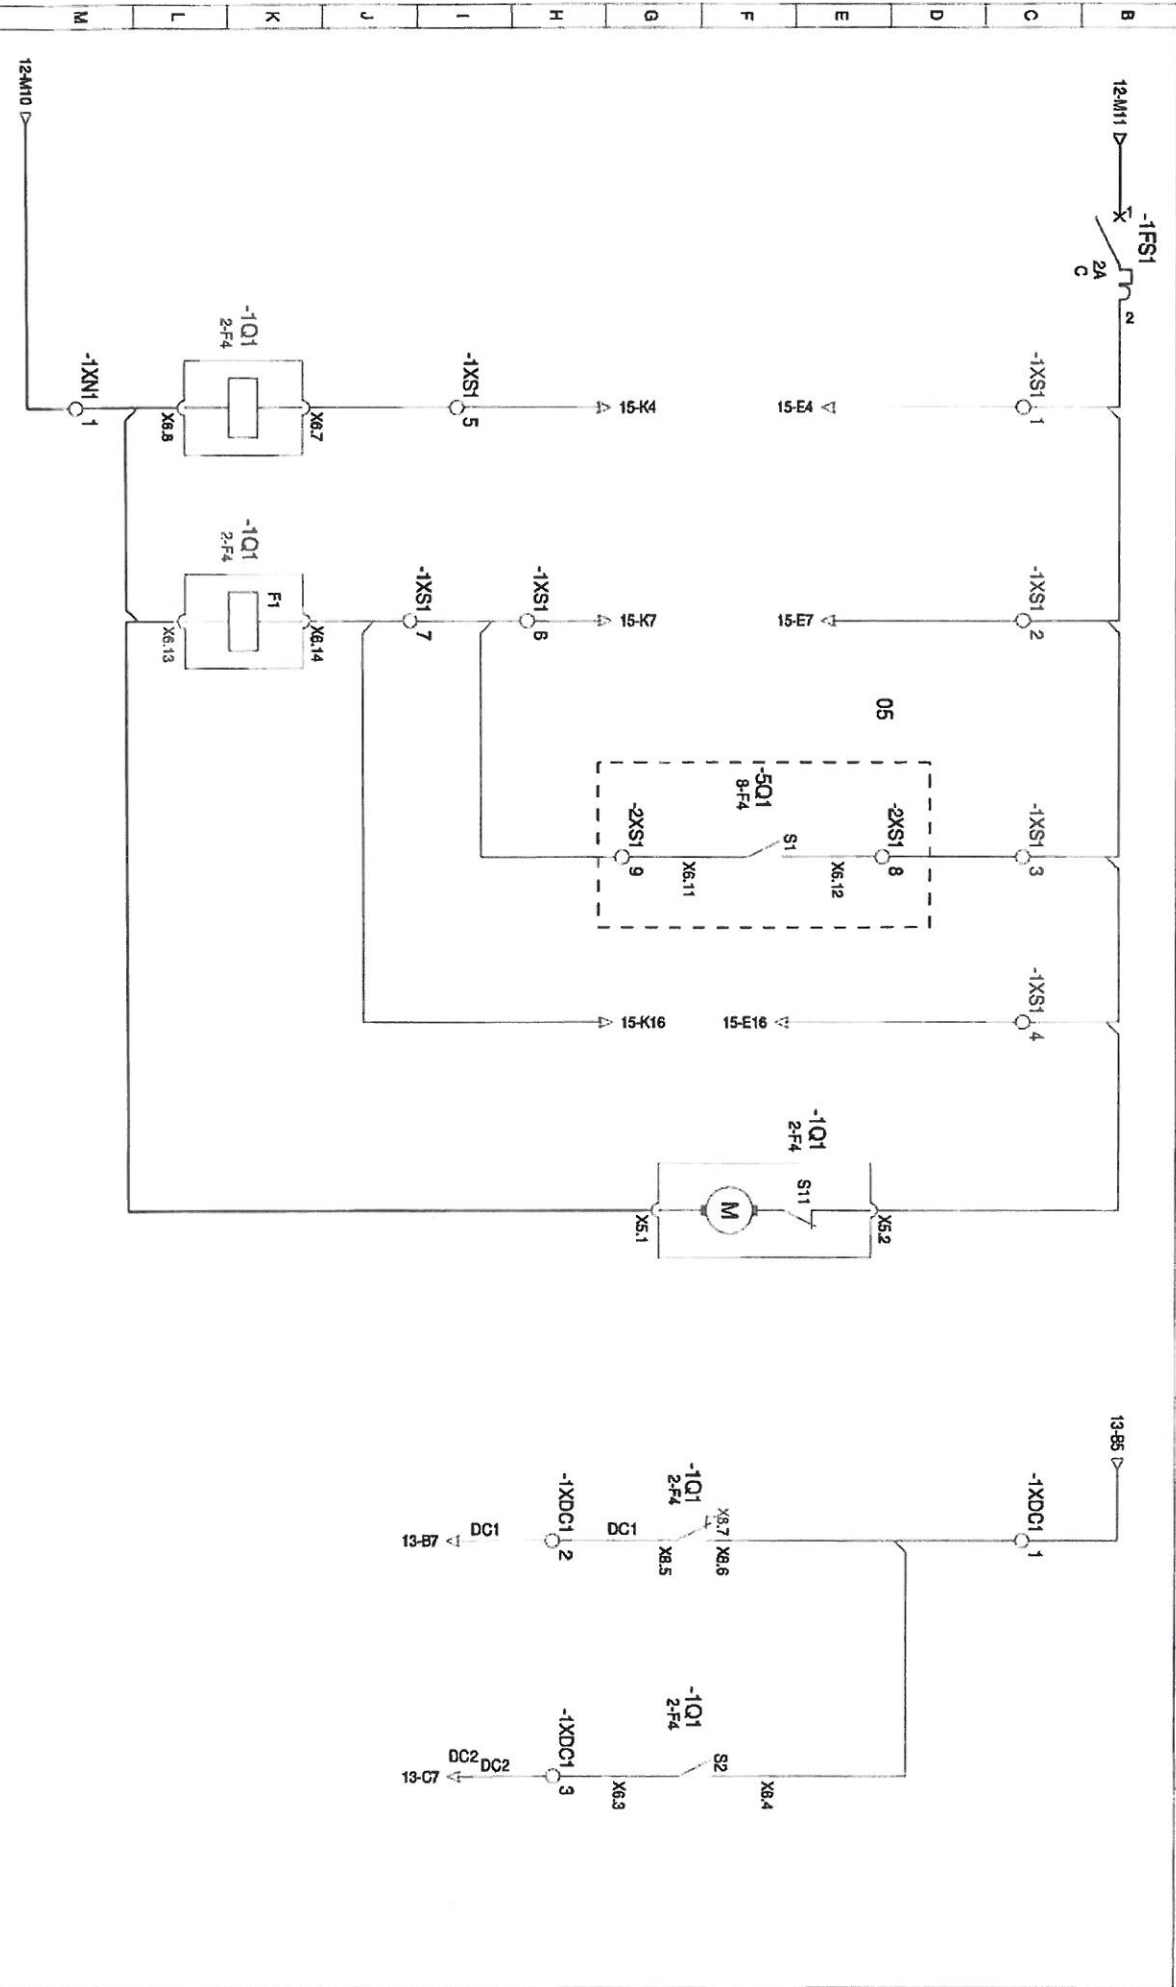 B
C
D
E
F
G
H
I
J
K
L
M
12-M11
-1FS1
1
2
2A
C
-1XS1
1
15-E4
15-K4
-1XS1
5
-1Q1
2-F4
X6.7
X6.8
-1XN1
1
12-M10
-1XS1
2
15-E7
15-K7
-1XS1
6
-1XS1
7
-1Q1
2-F4
F1
X6.14
X6.13
05
-1XS1
3
-2XS1
8
X6.12
S1
-5Q1
8-F4
X6.11
-2XS1
9
-1XS1
4
15-E16
15-K16
-1Q1
2-F4
X5.2
S11
M
X5.1
13-B5
-1XDC1
1
-1Q1
2-F4
X8.7
X8.6
X8.5
DC1
-1XDC1
2
DC1
13-B7
-1Q1
2-F4
S2
X6.4
X6.3
-1XDC1
3
DC2
DC2
13-C7